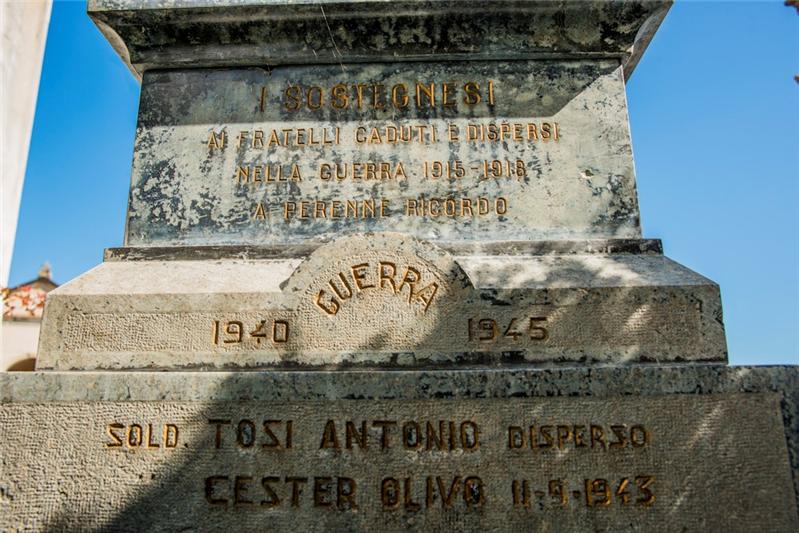 I SOSTEGNESI
AI FRATELLI CADUTI E DISPERSI
NELLA GUERRA 1915-1918
A PERENNE RICORDO
GUERRA
1940 1945
SOLD. TOSI ANTONIO DISPERSO
CESTER OLIVO 11-9-1943